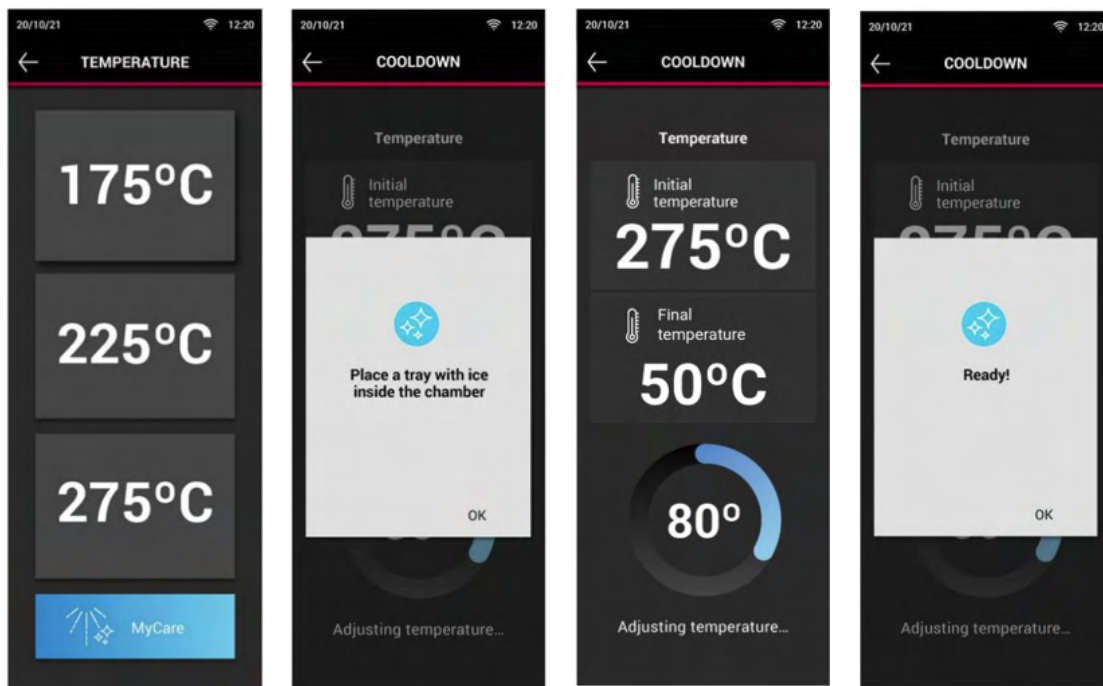 20/10/21 12:20
TEMPERATURE
175ºC
225ºC
275ºC
MyCare
20/10/21 12:20
COOLDOWN
Temperature
Initial
temperature
275ºC
Place a tray with ice
inside the chamber
OK
Adjusting temperature...
20/10/21 12:20
COOLDOWN
Temperature
Initial
temperature
275ºC
Final
temperature
50ºC
80º
Adjusting temperature...
20/10/21 12:20
COOLDOWN
Temperature
Initial
temperature
275ºC
Ready!
OK
Adjusting temperature...